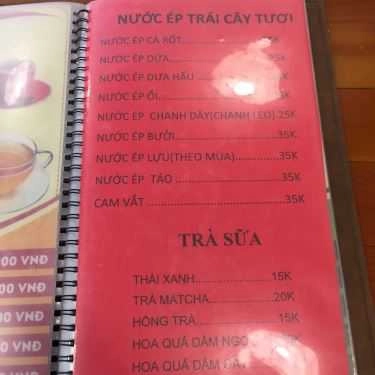 NƯỚC ÉP TRÁI CÂY TƯƠI
NƯỚC ÉP CÀ RỐT
NƯỚC ÉP DỨA
NƯỚC ÉP DƯA HẤU
NƯỚC ÉP ỔI
NƯỚC ÉP CHANH DÂY(CHANH LEO).25K
NƯỚC ÉP BƯỞI...............35K
NƯỚC ÉP LỰU(THEO MÙA)............35K
NƯỚC ÉP TÁO ..............35K
CAM VẮT ..............35K
TRÀ SỮA
THÁI XANH..............15K
TRÀ MATCHA............20K
HỒNG TRÀ..............15K
HOA QUẢ DẦM
HOA QUẢ DẦM
00 VNĐ
00 VNĐ
00 VNĐ